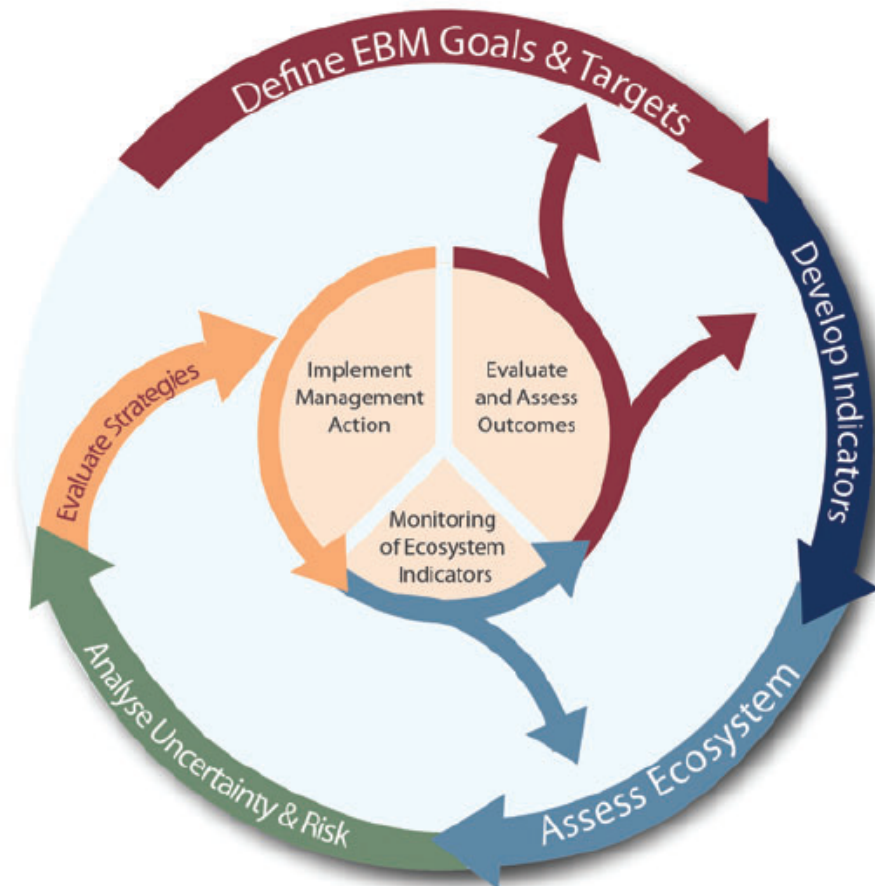 Define EBM Goals & Targets
Develop Indicators
Assess Ecosystem
Analyse Uncertainty & Risk
Evaluate Strategies
Implement
Management
Action
Evaluate
and Assess
Outcomes
Monitoring
of Ecosystem
Indicators